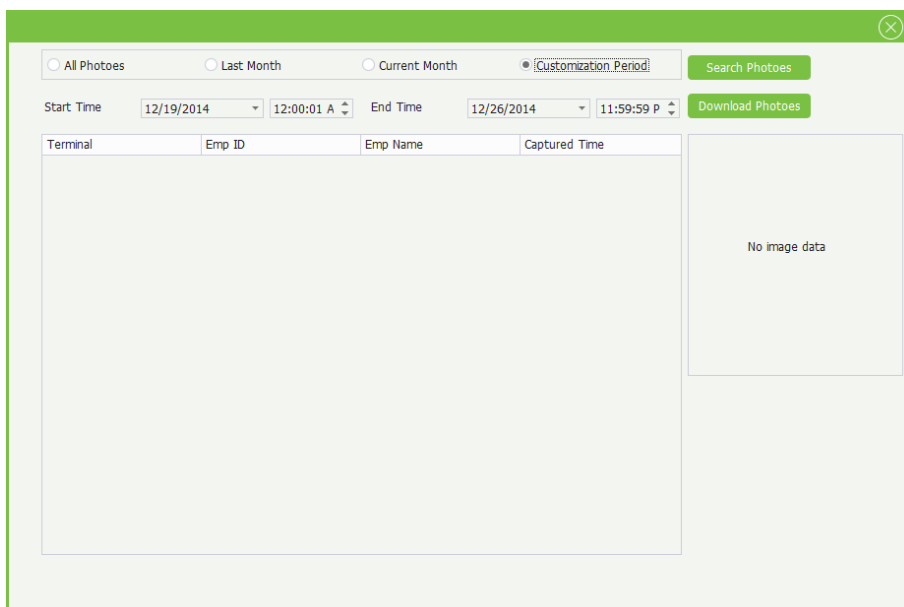 All Photoes Last Month Current Month Customization Period Search Photoes
Start Time 12/19/2014 12:00:01 A End Time 12/26/2014 11:59:59 P Download Photoes
Terminal Emp ID Emp Name Captured Time
No image data